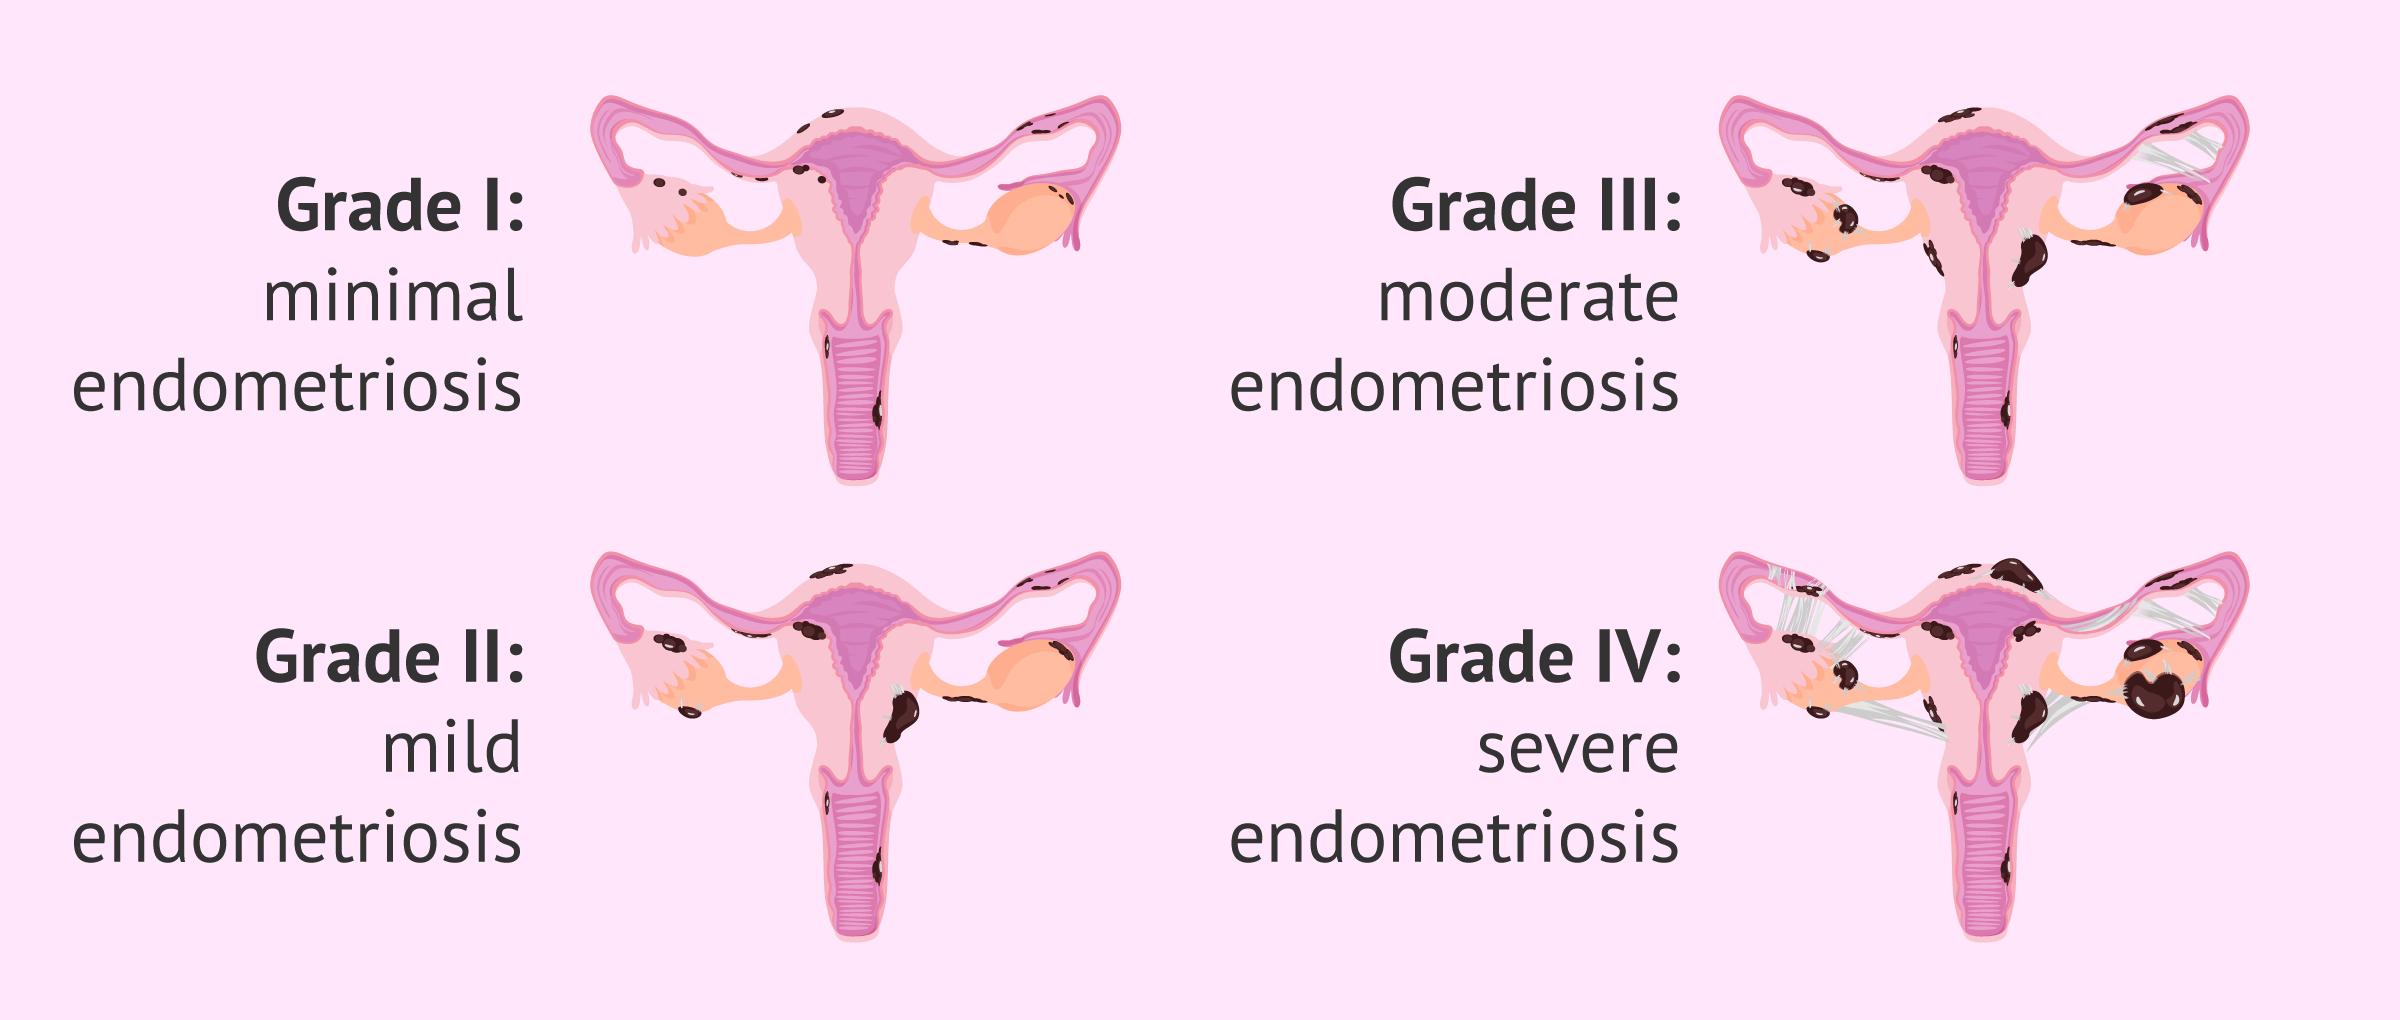 Grade I:
minimal
endometriosis
Grade II:
mild
endometriosis
Grade III:
moderate
endometriosis
Grade IV:
severe
endometriosis